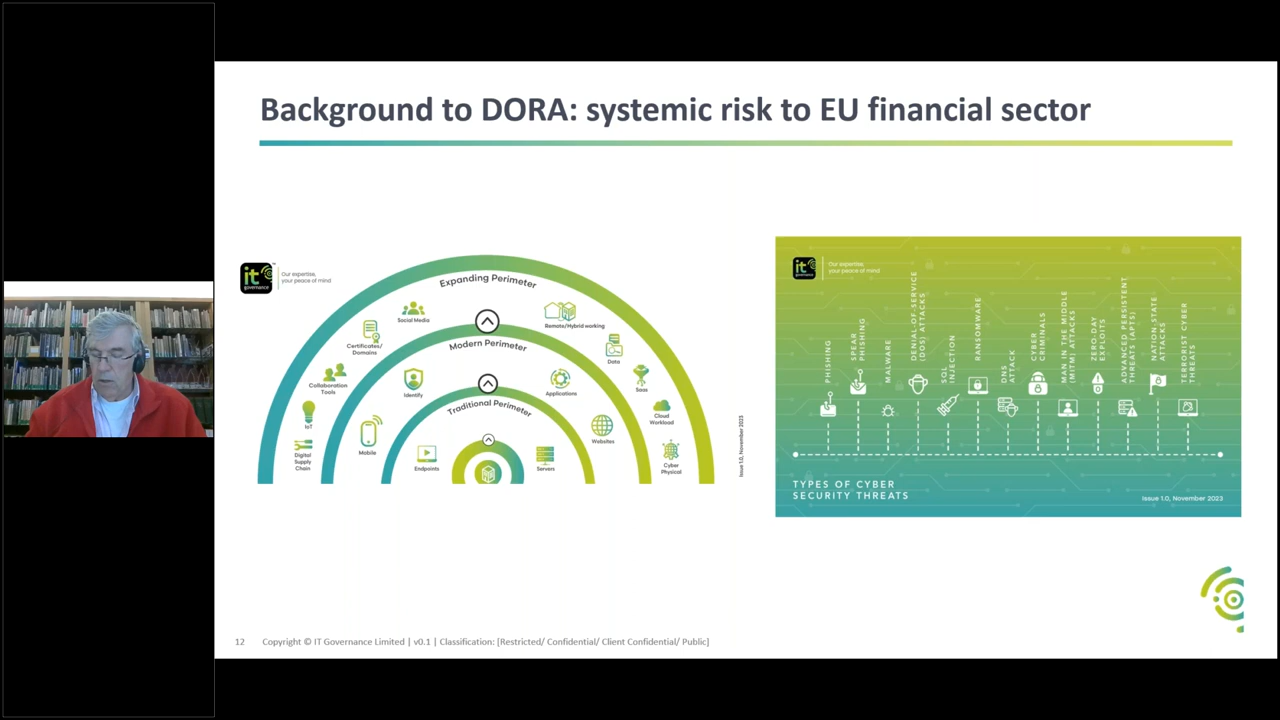 Background to DORA: systemic risk to EU financial sector
it
governance
Our expertise,
your peace of mind
Expanding Perimeter
Social Media
Remote/Hybrid working
Certificates/
Domains
Data
Modern Perimeter
Collaboration
Tools
Identify
Applications
SaaS
Traditional Perimeter
IoT
Mobile
Websites
Cloud
Workload
Digital
Supply
Chain
Endpoints
Servers
Cyber
Physical
Issue 1.0, November 2023
it
governance
Our expertise,
your peace of mind
PHISHING
SPEAR
PHISHING
MALWARE
DENIAL-OF-SERVICE
(DOS) ATTACKS
SQL
INJECTION
RANSOMWARE
DNS
ATTACK
CYBER
CRIMINALS
MAN IN THE MIDDLE
(MITM) ATTACKS
ZERO-DAY
EXPLOITS
ADVANCED PERSISTENT
THREATS (APTS)
NATION-STATE
ATTACKS
TERRORIST CYBER
THREATS
TYPES OF CYBER
SECURITY THREATS
Issue 1.0, November 2023
12 Copyright © IT Governance Limited | v0.1 | Classification: [Restricted/ Confidential/ Client Confidential/ Public]